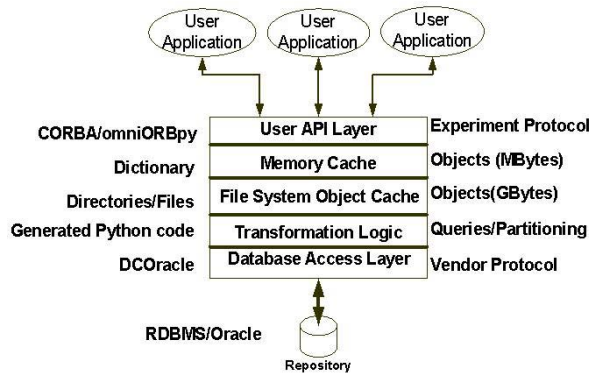 User
Application
User
Application
User
Application
CORBA/omniORBpy
User API Layer
Experiment Protocol
Dictionary
Memory Cache
Objects (MBytes)
Directories/Files
File System Object Cache
Objects(GBytes)
Generated Python code
Transformation Logic
Queries/Partitioning
DCOracle
Database Access Layer
Vendor Protocol
RDBMS/Oracle
Repository